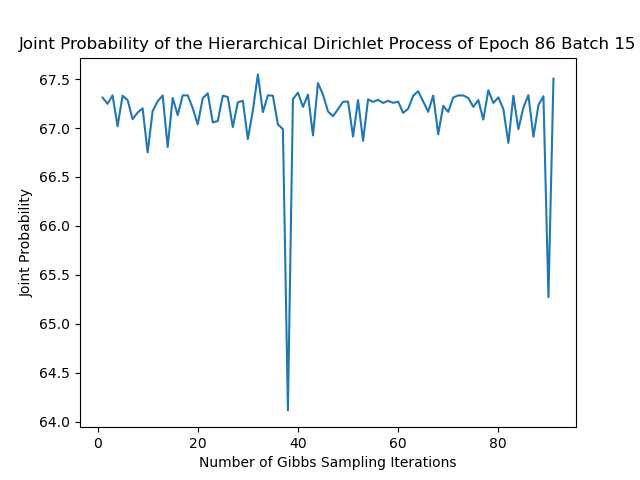 Joint Probability of the Hierarchical Dirichlet Process of Epoch 86 Batch 15
67.5
67.0
66.5
66.0
65.5
65.0
64.5
64.0
Joint Probability
0 20 40 60 80
Number of Gibbs Sampling Iterations